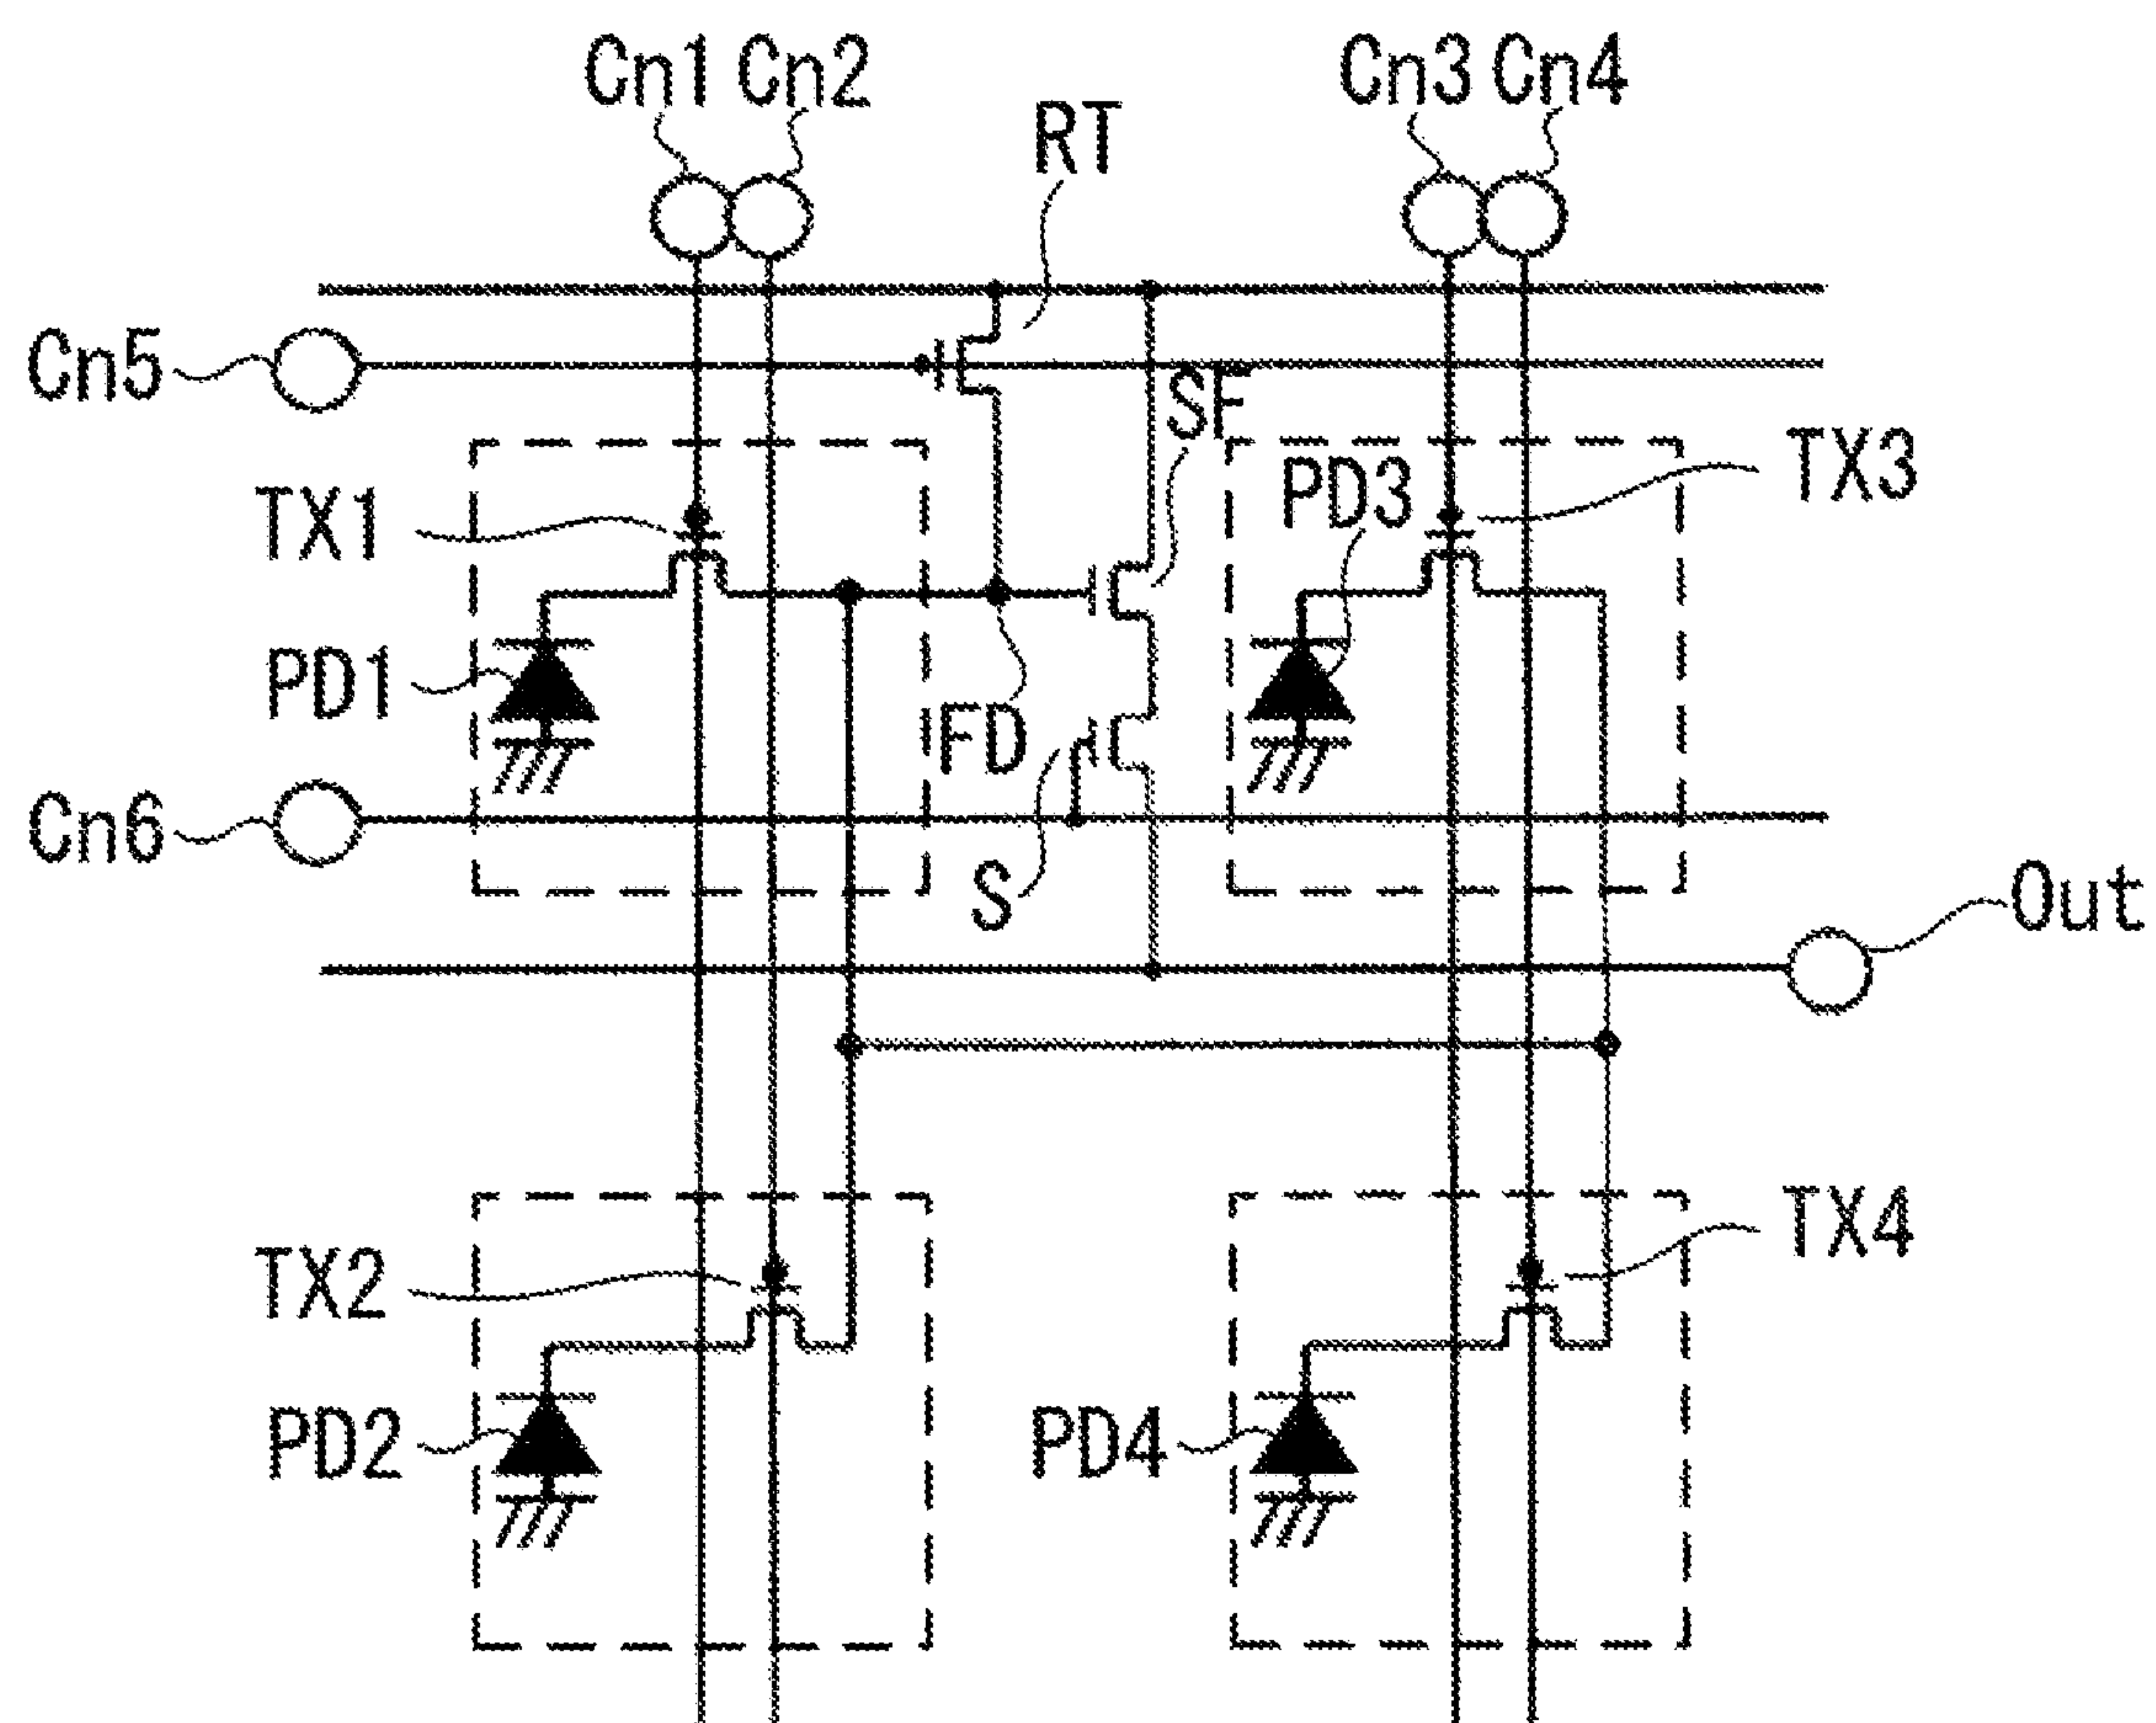 Cn1 Cn2 Cn3 Cn4
RT
Cn5
SF
TX1 PD3 TX3
PD1
FD
Cn6
S
Out
TX2 TX4
PD2 PD4